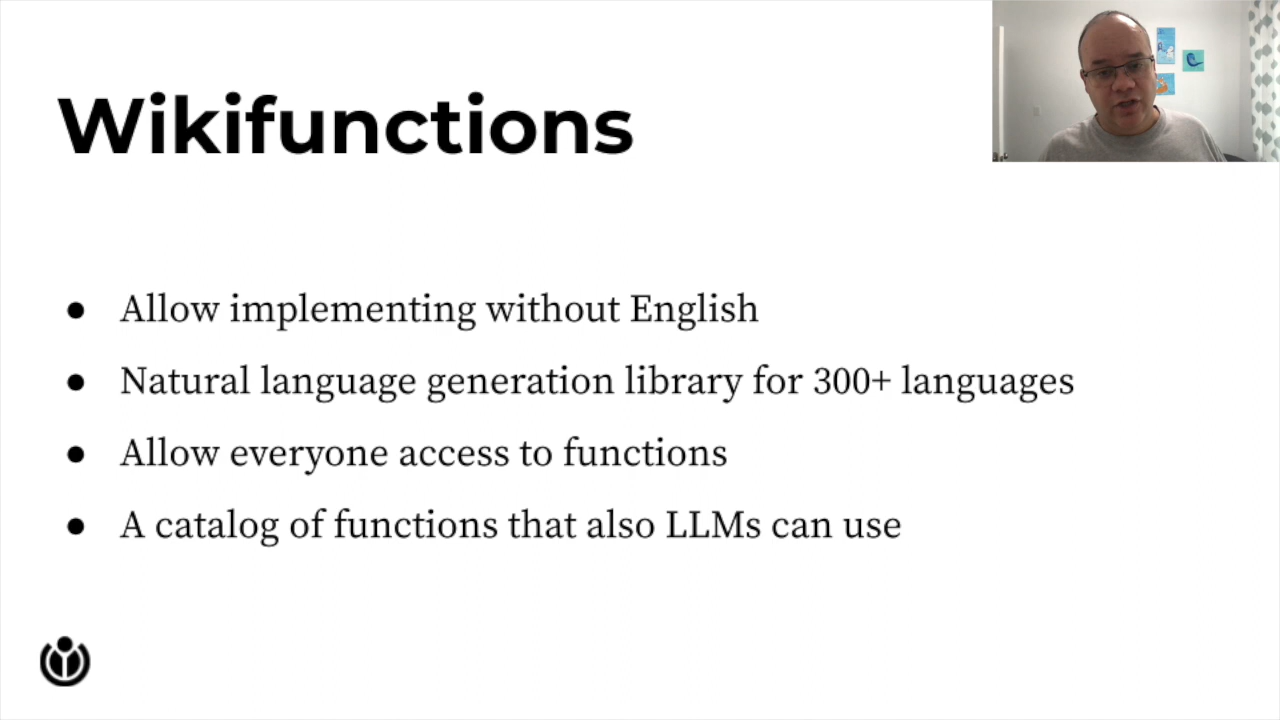 Wikifunctions
● Allow implementing without English
● Natural language generation library for 300+ languages
● Allow everyone access to functions
● A catalog of functions that also LLMs can use